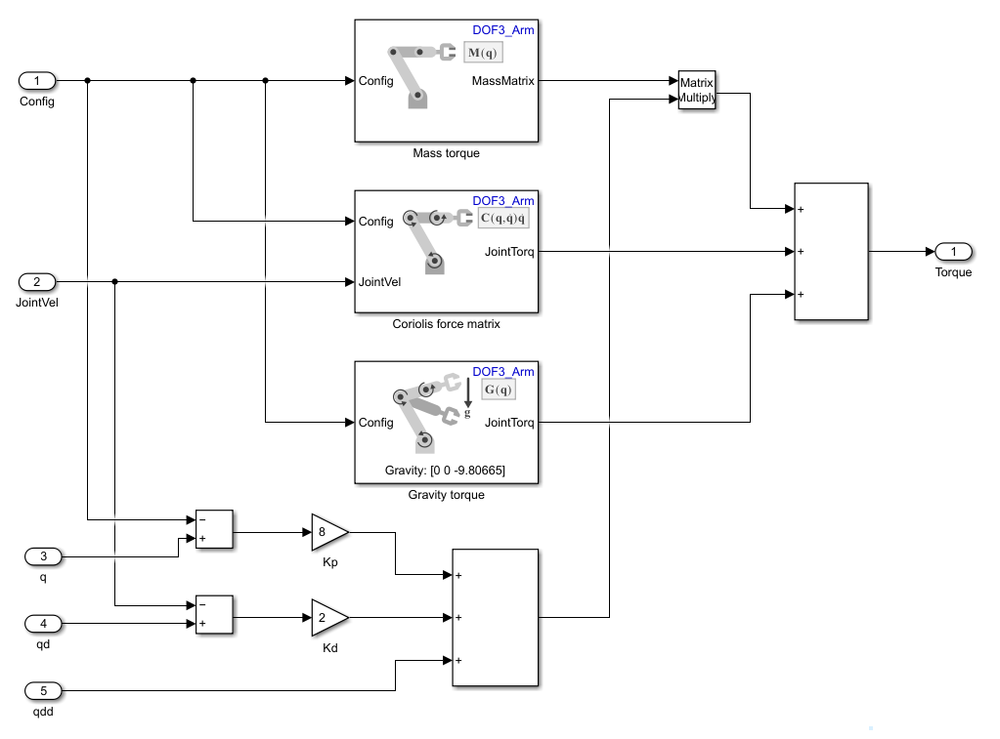 DOF3_Arm
M(q)
1
Config
MassMatrix
Matrix
Multiply
Config
Mass torque
DOF3_Arm
C(q,q̇)q̇
Config
+
JointTorq
+
1
Torque
2
JointVel
JointVel
+
Coriolis force matrix
DOF3_Arm
G(q)
g
Config
JointTorq
Gravity: [0 0 -9.80665]
Gravity torque
−
+
8
Kp
3
q
+
−
+
2
Kd
+
4
qd
+
5
qdd